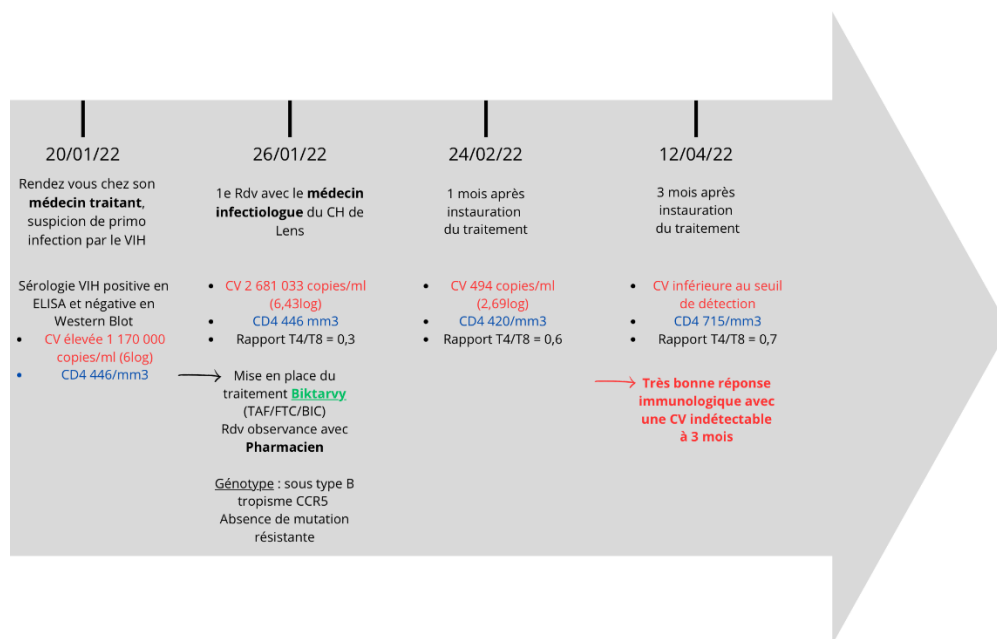 20/01/22
Rendez vous chez son
médecin traitant,
suspicion de primo
infection par le VIH
Sérologie VIH positive en
ELISA et négative en
Western Blot
• CV élevée 1 170 000
copies/ml (6log)
• CD4 446/mm3
26/01/22
1e Rdv avec le médecin
infectiologue du CH de
Lens
• CV 2 681 033 copies/ml
(6,43log)
• CD4 446 mm3
• Rapport T4/T8 = 0,3
Mise en place du
traitement Biktarvy
(TAF/FTC/BIC)
Rdv observance avec
Pharmacien
Génotype : sous type B
tropisme CCR5
Absence de mutation
résistante
24/02/22
1 mois après
instauration
du traitement
• CV 494 copies/ml
(2,69log)
• CD4 420/mm3
• Rapport T4/T8 = 0,6
12/04/22
3 mois après
instauration
du traitement
• CV inférieure au seuil
de détection
• CD4 715/mm3
• Rapport T4/T8 = 0,7
Très bonne réponse
immunologique avec
une CV indétectable
à 3 mois